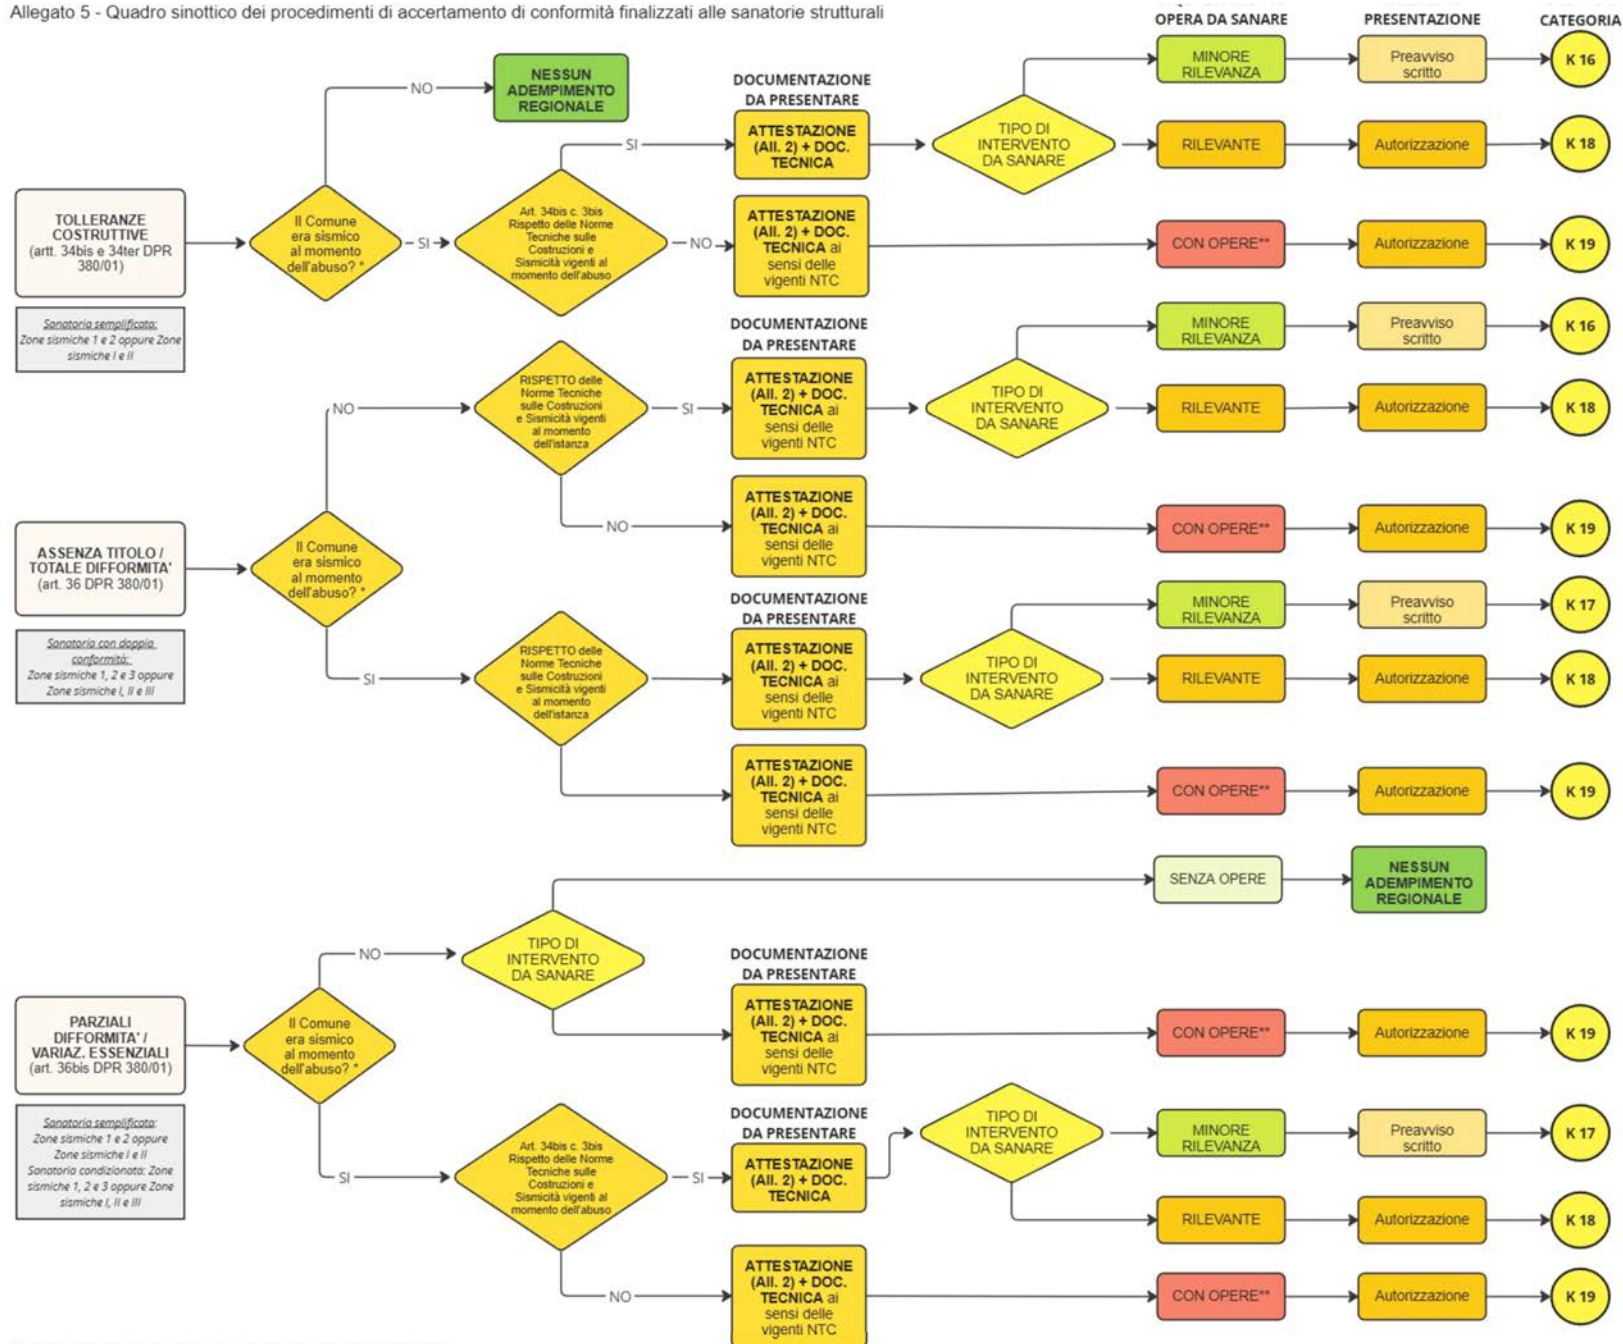 Allegato 5 - Quadro sinottico dei procedimenti di accertamento di conformità finalizzati alle sanatorie strutturali
OPERA DA SANARE
PRESENTAZIONE
CATEGORIA
TOLLERANZE
COSTRUTTIVE
(artt. 34bis e 34ter DPR
380/01)
Sanatoria semplificata:
Zone sismiche 1 e 2 oppure Zone
sismiche I e II
Il Comune
era sismico
al momento
dell'abuso? *
NO
NESSUN
ADEMPIMENTO
REGIONALE
SI
Art. 34bis c. 3bis
Rispetto delle Norme
Tecniche sulle
Costruzioni e
Sismicità vigenti al
momento dell'abuso
SI
DOCUMENTAZIONE
DA PRESENTARE
ATTESTAZIONE
(All. 2) + DOC.
TECNICA
TIPO DI
INTERVENTO
DA SANARE
MINORE
RILEVANZA
Preavviso
scritto
K 16
RILEVANTE
Autorizzazione
K 18
NO
ATTESTAZIONE
(All. 2) + DOC.
TECNICA ai
sensi delle
vigenti NTC
CON OPERE**
Autorizzazione
K 19
ASSENZA TITOLO /
TOTALE DIFFORMITA'
(art. 36 DPR 380/01)
Sanatoria con doppia
conformità:
Zone sismiche 1, 2 e 3 oppure
Zone sismiche I, II e III
Il Comune
era sismico
al momento
dell'abuso? *
NO
RISPETTO delle
Norme Tecniche
sulle Costruzioni
e Sismicità vigenti
al momento
dell'istanza
SI
DOCUMENTAZIONE
DA PRESENTARE
ATTESTAZIONE
(All. 2) + DOC.
TECNICA ai
sensi delle
vigenti NTC
TIPO DI
INTERVENTO
DA SANARE
MINORE
RILEVANZA
Preavviso
scritto
K 16
RILEVANTE
Autorizzazione
K 18
NO
ATTESTAZIONE
(All. 2) + DOC.
TECNICA ai
sensi delle
vigenti NTC
CON OPERE**
Autorizzazione
K 19
SI
RISPETTO delle
Norme Tecniche
sulle Costruzioni
e Sismicità vigenti
al momento
dell'istanza
DOCUMENTAZIONE
DA PRESENTARE
ATTESTAZIONE
(All. 2) + DOC.
TECNICA ai
sensi delle
vigenti NTC
TIPO DI
INTERVENTO
DA SANARE
MINORE
RILEVANZA
Preavviso
scritto
K 17
RILEVANTE
Autorizzazione
K 18
ATTESTAZIONE
(All. 2) + DOC.
TECNICA ai
sensi delle
vigenti NTC
CON OPERE**
Autorizzazione
K 19
PARZIALI
DIFFORMITA' /
VARIAZ. ESSENZIALI
(art. 36bis DPR 380/01)
Sanatoria semplificata:
Zone sismiche 1 e 2 oppure
Zone sismiche I e II
Sanatoria condizionata: Zone
sismiche 1, 2 e 3 oppure Zone
sismiche I, II e III
Il Comune
era sismico
al momento
dell'abuso? *
NO
TIPO DI
INTERVENTO
DA SANARE
SENZA OPERE
NESSUN
ADEMPIMENTO
REGIONALE
DOCUMENTAZIONE
DA PRESENTARE
ATTESTAZIONE
(All. 2) + DOC.
TECNICA ai
sensi delle
vigenti NTC
CON OPERE**
Autorizzazione
K 19
SI
Art. 34bis c. 3bis
Rispetto delle Norme
Tecniche sulle
Costruzioni e
Sismicità vigenti al
momento dell'abuso
SI
DOCUMENTAZIONE
DA PRESENTARE
ATTESTAZIONE
(All. 2) + DOC.
TECNICA
TIPO DI
INTERVENTO
DA SANARE
MINORE
RILEVANZA
Preavviso
scritto
K 17
RILEVANTE
Autorizzazione
K 18
NO
ATTESTAZIONE
(All. 2) + DOC.
TECNICA ai
sensi delle
vigenti NTC
CON OPERE**
Autorizzazione
K 19